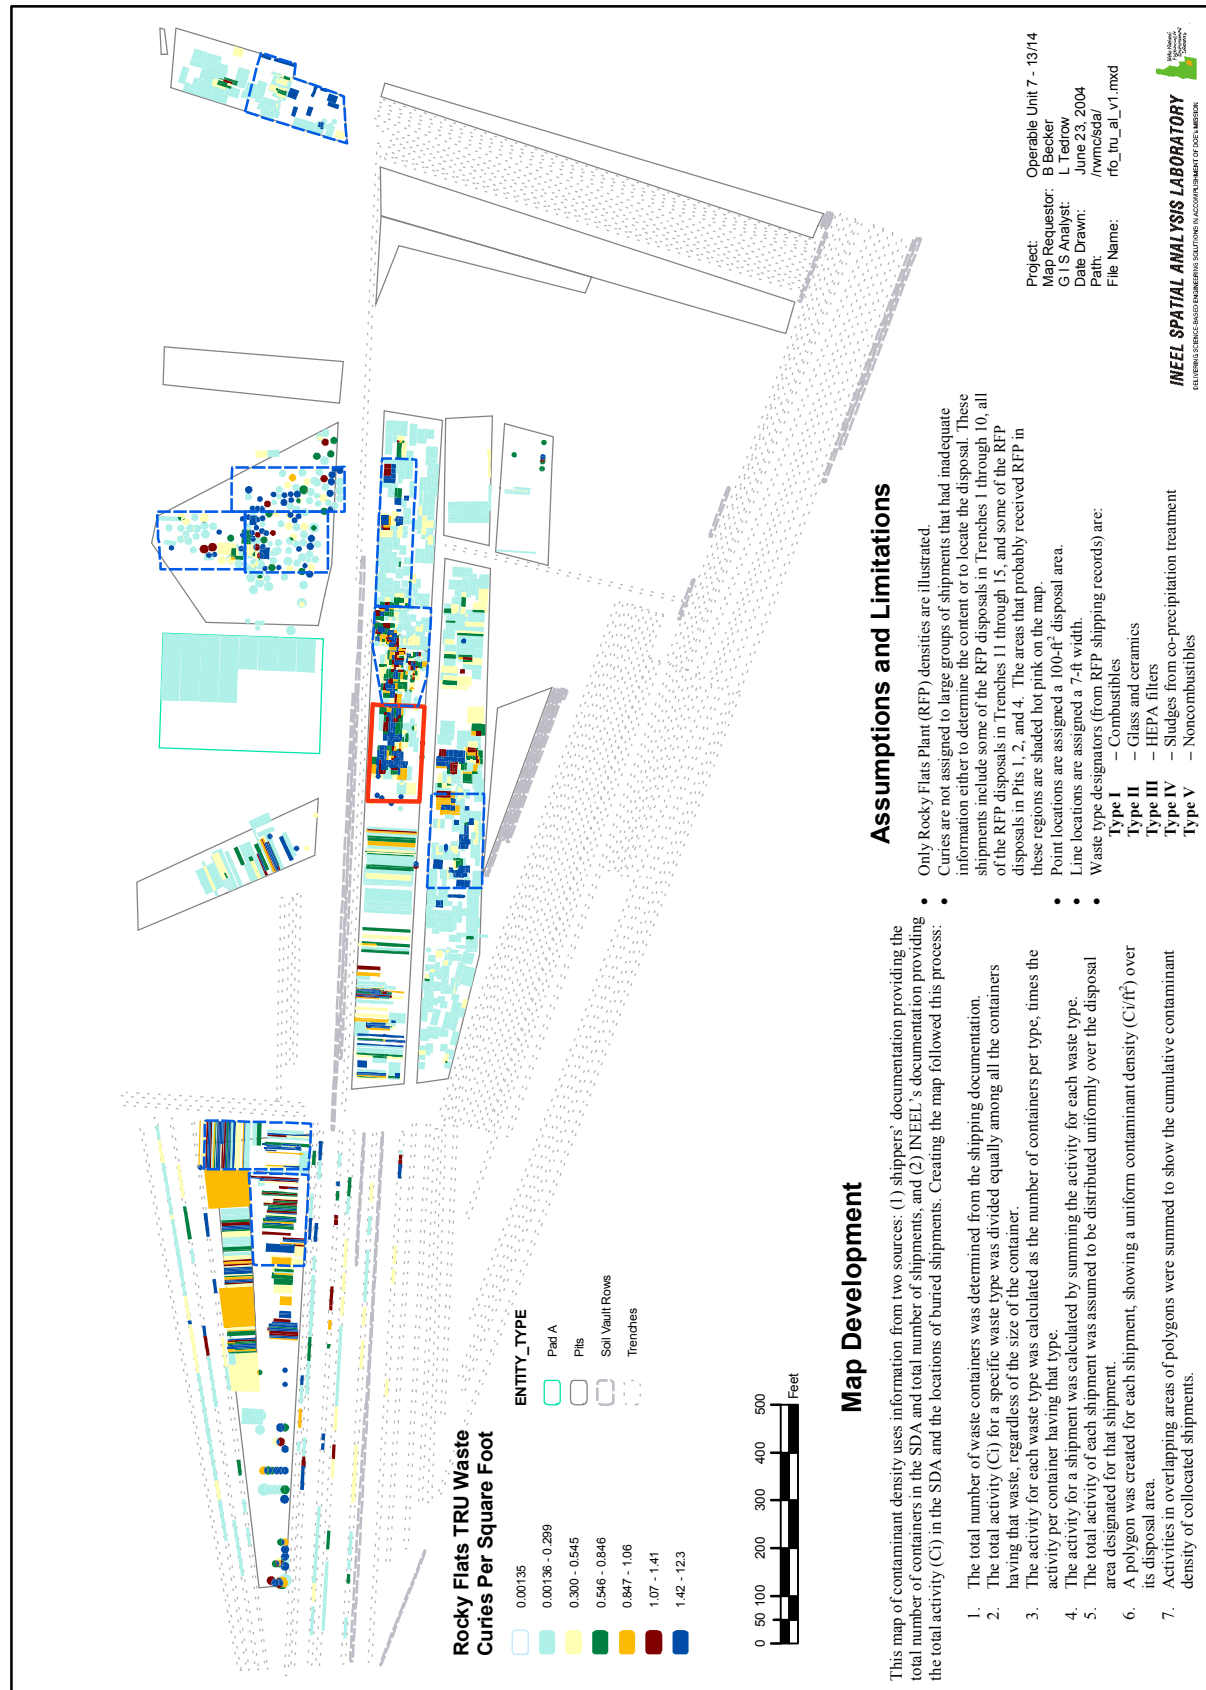 Rocky Flats TRU Waste
Curies Per Square Foot
0.00135
0.00136 - 0.299
0.300 - 0.545
0.546 - 0.846
0.847 - 1.06
1.07 - 1.41
1.42 - 12.3
ENTITY_TYPE
Pad A
Pits
Soil Vault Rows
Trenches
0 50 100 200 300 400 500
Feet
Map Development
This map of contaminant density uses information from two sources: (1) shippers' documentation providing the
total number of containers in the SDA and total number of shipments, and (2) INEEL's documentation providing
the total activity (Ci) in the SDA and the locations of buried shipments. Creating the map followed this process:
1. The total number of waste containers was determined from the shipping documentation.
2. The total activity (Ci) for a specific waste type was divided equally among all the containers
having that waste, regardless of the size of the container.
3. The activity for each waste type was calculated as the number of containers per type, times the
activity per container having that type.
4. The activity for a shipment was calculated by summing the activity for each waste type.
5. The total activity of each shipment was assumed to be distributed uniformly over the disposal
area designated for that shipment.
6. A polygon was created for each shipment, showing a uniform contaminant density (Ci/ft²) over
its disposal area.
7. Activities in overlapping areas of polygons were summed to show the cumulative contaminant
density of collocated shipments.
Assumptions and Limitations
• Only Rocky Flats Plant (RFP) densities are illustrated.
• Curies are not assigned to large groups of shipments that had inadequate
information either to determine the content or to locate the disposal. These
shipments include some of the RFP disposals in Trenches 1 through 10, all
of the RFP disposals in Trenches 11 through 15, and some of the RFP
disposals in Pits 1, 2, and 4. The areas that probably received RFP in
these regions are shaded hot pink on the map.
• Point locations are assigned a 100-ft² disposal area.
• Line locations are assigned a 7-ft width.
• Waste type designators (from RFP shipping records) are:
Type I – Combustibles
Type II – Glass and ceramics
Type III – HEPA filters
Type IV – Sludges from co-precipitation treatment
Type V – Noncombustibles
Project: Operable Unit 7 - 13/14
Map Requestor: B Becker
G I S Analyst: L Tedrow
Date Drawn: June 23, 2004
Path: /rwmc/sda/
File Name: rfo_tru_al_v1.mxd
INEEL SPATIAL ANALYSIS LABORATORY
DELIVERING SCIENCE-BASED ENGINEERING SOLUTIONS IN ACCOMPLISHMENT OF DOE's MISSION